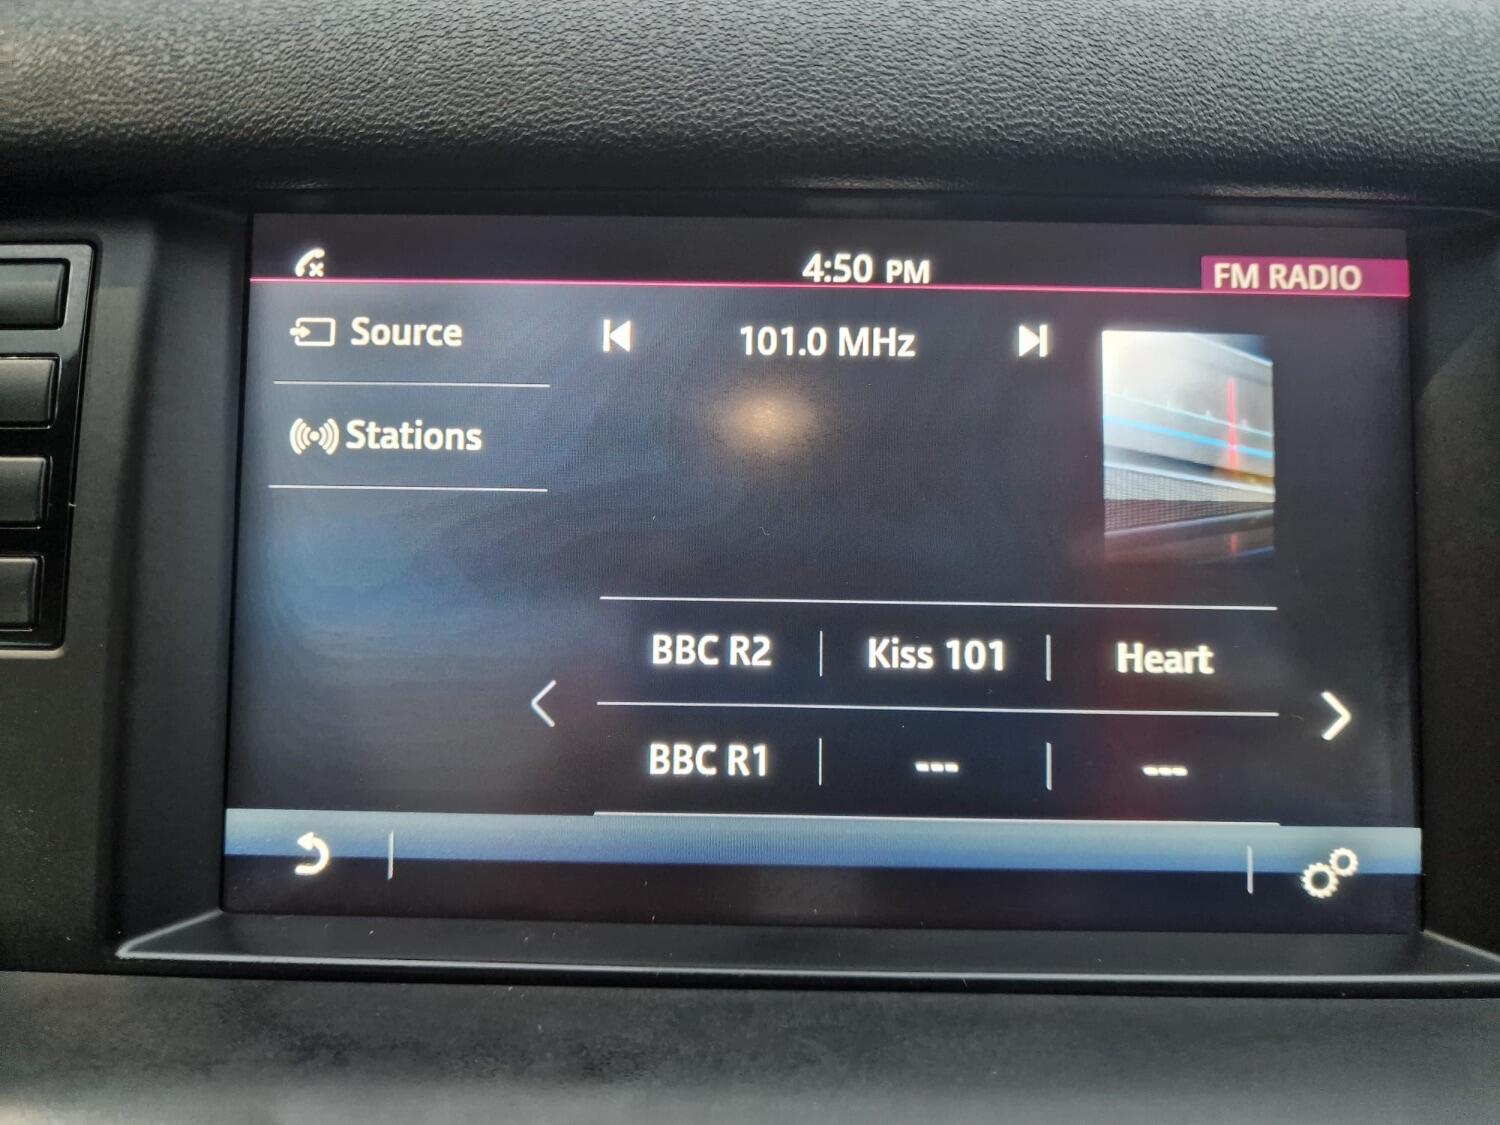 4:50 PM
FM RADIO
Source
101.0 MHz
Stations
BBC R2
Kiss 101
Heart
BBC R1
---
---